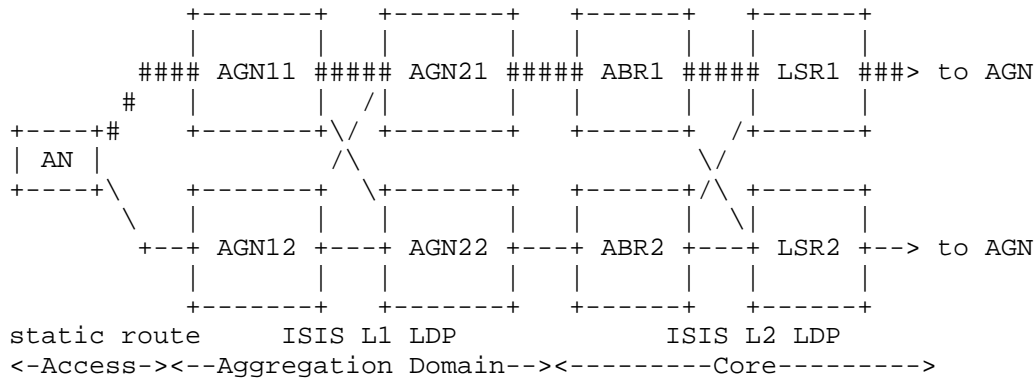 AGN11 AGN21 ABR1 LSR1 to AGN
AN
AGN12 AGN22 ABR2 LSR2 to AGN
static route ISIS L1 LDP ISIS L2 LDP
<-Access-><--Aggregation Domain--><---------Core--------->